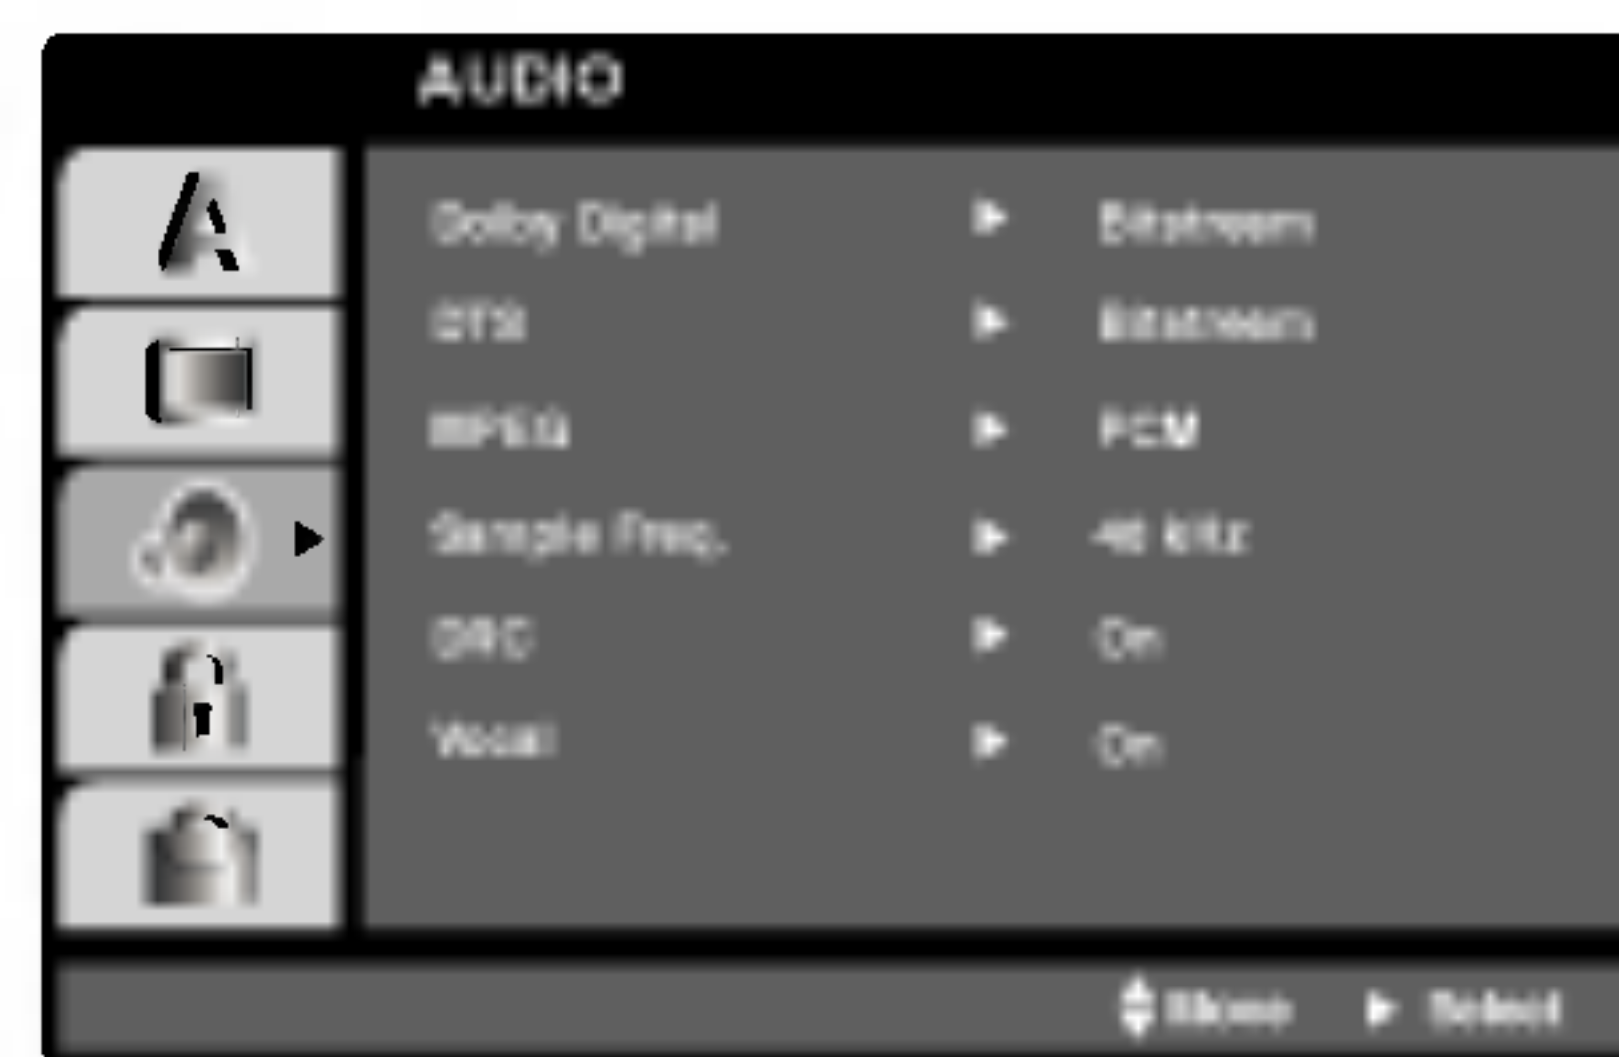 AUDIO
Dolby Digital ▶ Bitstream
DTS ▶ Bitstream
MPEG ▶ PCM
Sample Freq. ▶ 48 kHz
DRC ▶ On
Vocal ▶ On
Move ▶ Select